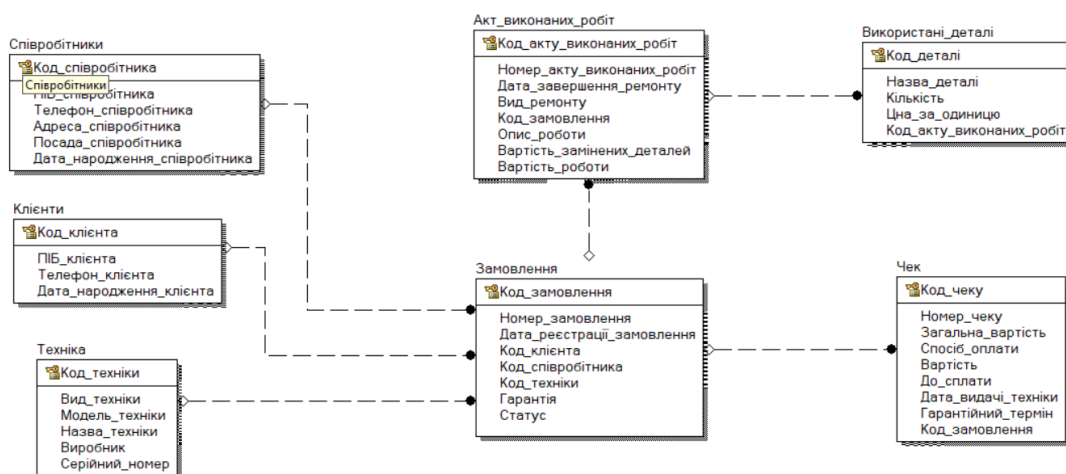 Співробітники
Код_співробітника
Співробітники
ПІБ_співробітника
Телефон_співробітника
Адреса_співробітника
Посада_співробітника
Дата_народження_співробітника
Клієнти
Код_клієнта
ПІБ_клієнта
Телефон_клієнта
Дата_народження_клієнта
Техніка
Код_техніки
Вид_техніки
Модель_техніки
Назва_техніки
Виробник
Серійний_номер
Акт_виконаних_робіт
Код_акту_виконаних_робіт
Номер_акту_виконаних_робіт
Дата_завершення_ремонту
Вид_ремонту
Код_замовлення
Опис_роботи
Вартість_замінених_деталей
Вартість_роботи
Замовлення
Код_замовлення
Номер_замовлення
Дата_реєстрації_замовлення
Код_клієнта
Код_співробітника
Код_техніки
Гарантія
Статус
Використані_деталі
Код_деталі
Назва_деталі
Кількість
Цна_за_одиницю
Код_акту_виконаних_робіт
Чек
Код_чеку
Номер_чеку
Загальна_вартість
Спосіб_оплати
Вартість
До_сплати
Дата_видачі_техніки
Гарантійний_термін
Код_замовлення